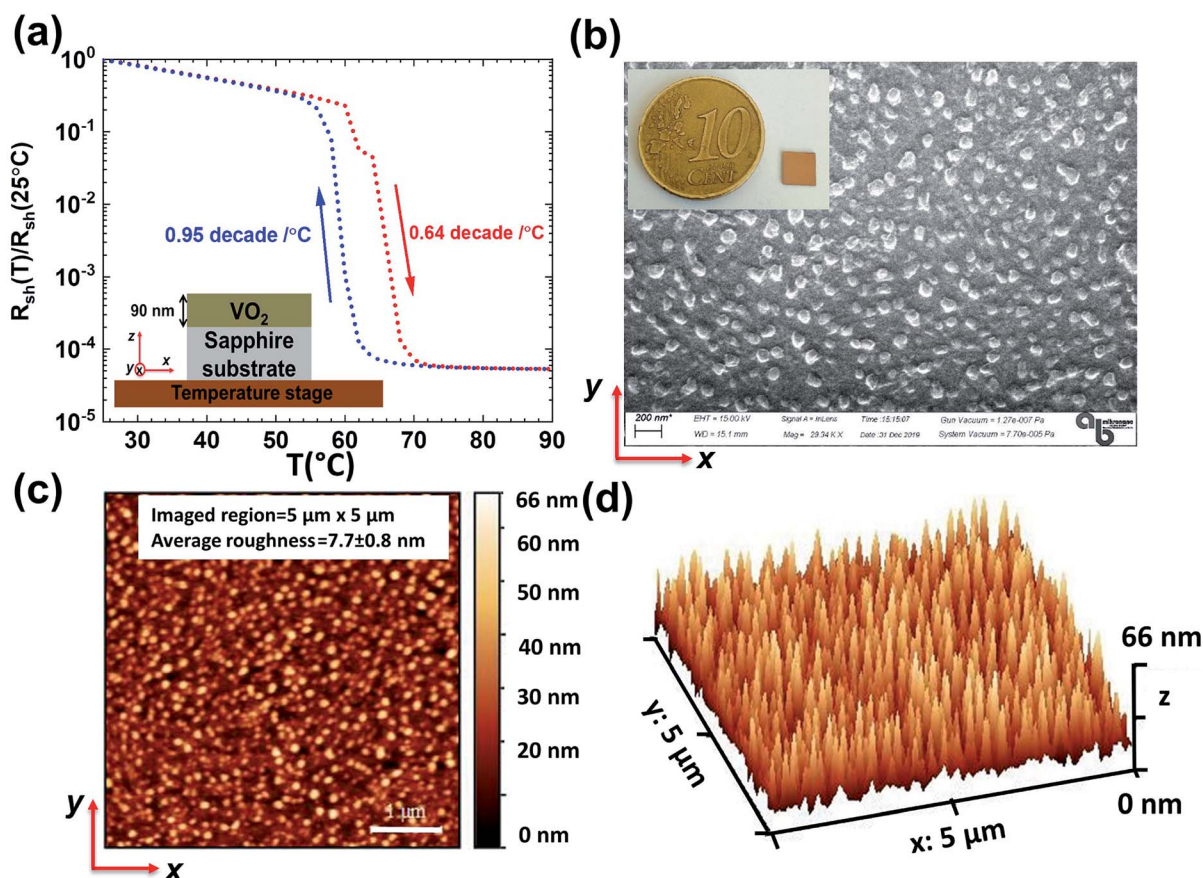 (a)
10⁰
10⁻¹
10⁻²
10⁻³
10⁻⁴
10⁻⁵
R_sh(T)/R_sh(25°C)
0.95 decade /°C
0.64 decade /°C
90 nm
VO₂
Sapphire
substrate
Temperature stage
z
y
x
x
30 40 50 60 70 80 90
T(°C)
(b)
10
CENT
200 nm*
EHT = 15.00 kV
Signal A = InLens
Time :15:15:07
Gun Vacuum = 1.27e-007 Pa
WD = 15.1 mm
Mag = 29.34 K X
Date :31 Dec 2019
System Vacuum = 7.70e-005 Pa
ab
y
x
(c)
Imaged region=5 µm x 5 µm
Average roughness=7.7±0.8 nm
66 nm
60 nm
50 nm
40 nm
30 nm
20 nm
0 nm
1 µm
y
x
(d)
66 nm
z
0 nm
y: 5 µm
x: 5 µm